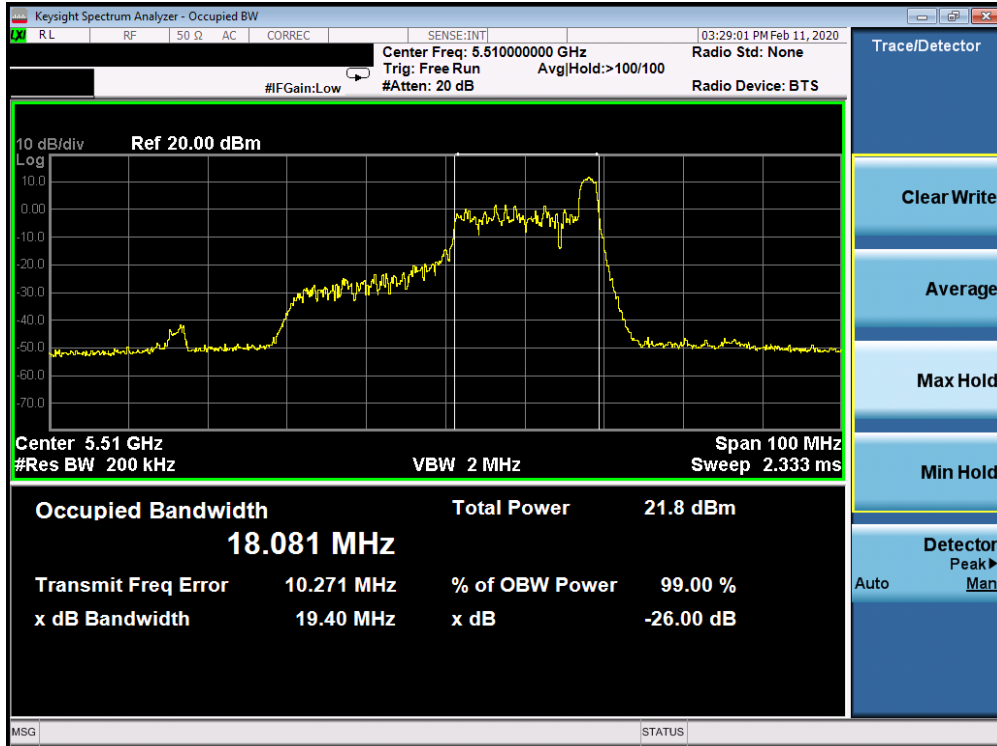 Keysight Spectrum Analyzer - Occupied BW
LXI RL RF 50 Ω AC CORREC SENSE:INT 03:29:01 PM Feb 11, 2020
Center Freq: 5.510000000 GHz Radio Std: None
Trig: Free Run Avg|Hold:>100/100
#IFGain:Low #Atten: 20 dB Radio Device: BTS
Trace/Detector
10 dB/div Ref 20.00 dBm
Log
10.0
0.00
-10.0
-20.0
-30.0
-40.0
-50.0
-60.0
-70.0
Center 5.51 GHz Span 100 MHz
#Res BW 200 kHz VBW 2 MHz Sweep 2.333 ms
Occupied Bandwidth Total Power 21.8 dBm
18.081 MHz
Transmit Freq Error 10.271 MHz % of OBW Power 99.00 %
x dB Bandwidth 19.40 MHz x dB -26.00 dB
Clear Write
Average
Max Hold
Min Hold
Detector
Peak▶
Auto Man
MSG STATUS